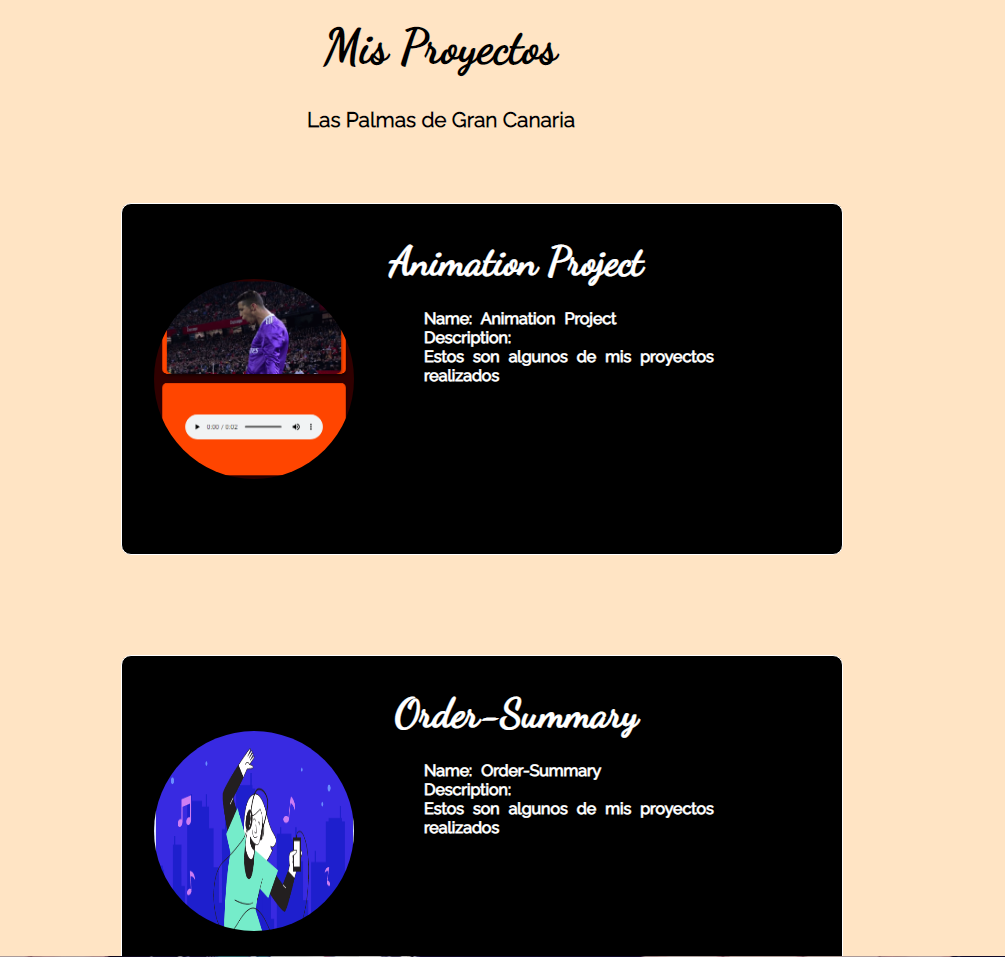 Mis Proyectos
Las Palmas de Gran Canaria
Animation Project
Name: Animation Project
Description:
Estos son algunos de mis proyectos
realizados
0:00 / 0:02
Order-Summary
Name: Order-Summary
Description:
Estos son algunos de mis proyectos
realizados